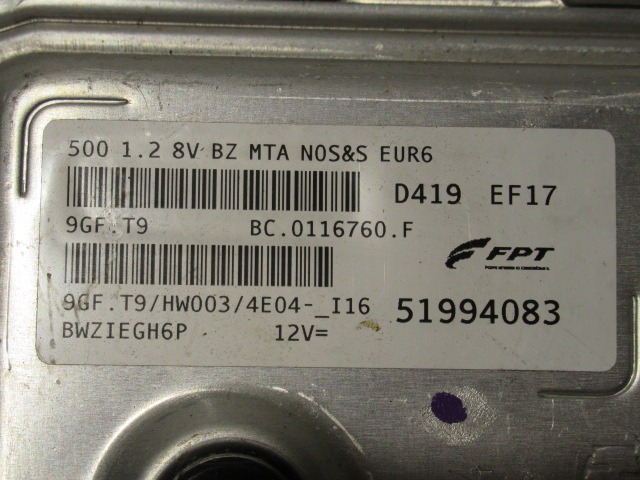 500 1.2 8V BZ MTA NOS&S EUR6
D419 EF17
9GF.T9 BC.0116760.F
FPT
9GF.T9/HW003/4E04-_I16 51994083
BWZIEGH6P 12V=